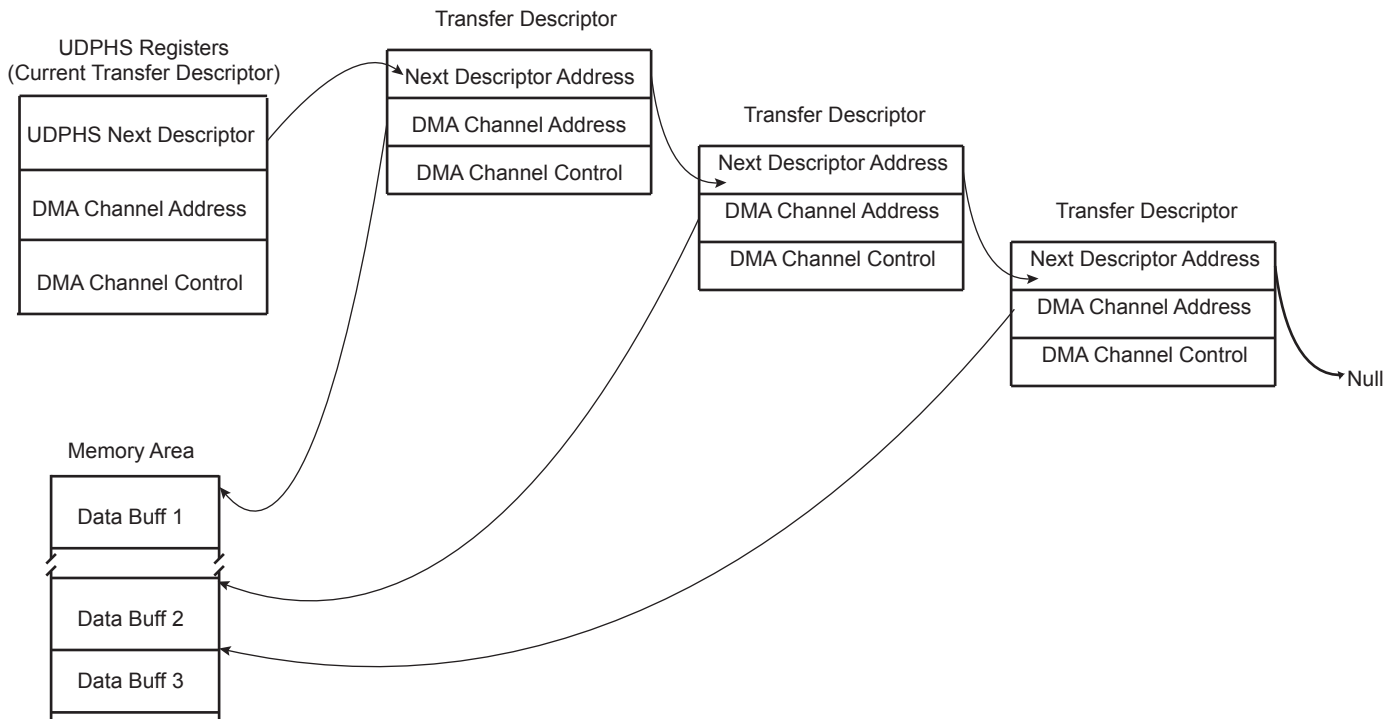 Transfer Descriptor
UDPHS Registers
(Current Transfer Descriptor)
Next Descriptor Address
UDPHS Next Descriptor
DMA Channel Address
DMA Channel Control
DMA Channel Address
DMA Channel Control
Transfer Descriptor
Next Descriptor Address
DMA Channel Address
DMA Channel Control
Transfer Descriptor
Next Descriptor Address
DMA Channel Address
DMA Channel Control
Null
Memory Area
Data Buff 1
Data Buff 2
Data Buff 3